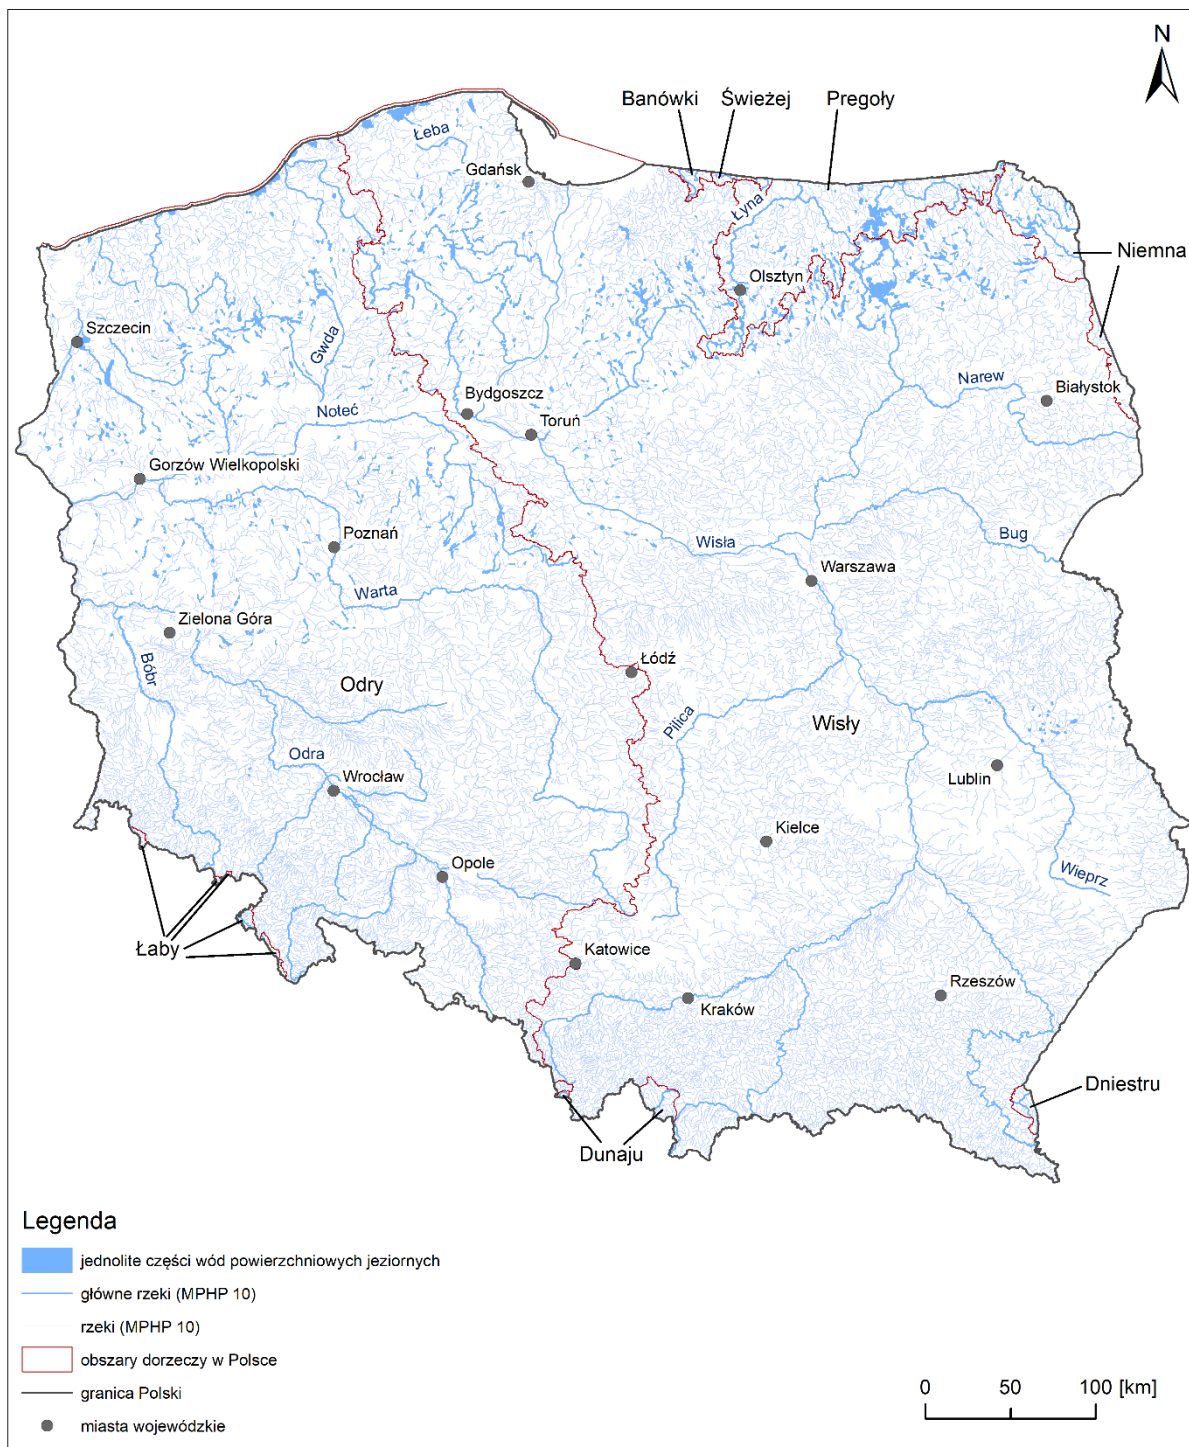 N
Banówki Świeżej Pregoły
Łeba
Gdańsk
Łyna
Niemna
Olsztyn
Szczecin
Gwda
Narew
Białystok
Bydgoszcz
Noteć
Toruń
Gorzów Wielkopolski
Poznań
Wisła
Bug
Warszawa
Warta
Zielona Góra
Łódź
Bóbr
Odry
Pilica
Wisły
Odra
Wrocław
Lublin
Kielce
Opole
Wieprz
Łaby
Katowice
Rzeszów
Kraków
Dniestru
Dunaju
Legenda
jednolite części wód powierzchniowych jeziornych
główne rzeki (MPHP 10)
rzeki (MPHP 10)
obszary dorzeczy w Polsce
granica Polski
miasta wojewódzkie
0 50 100 [km]